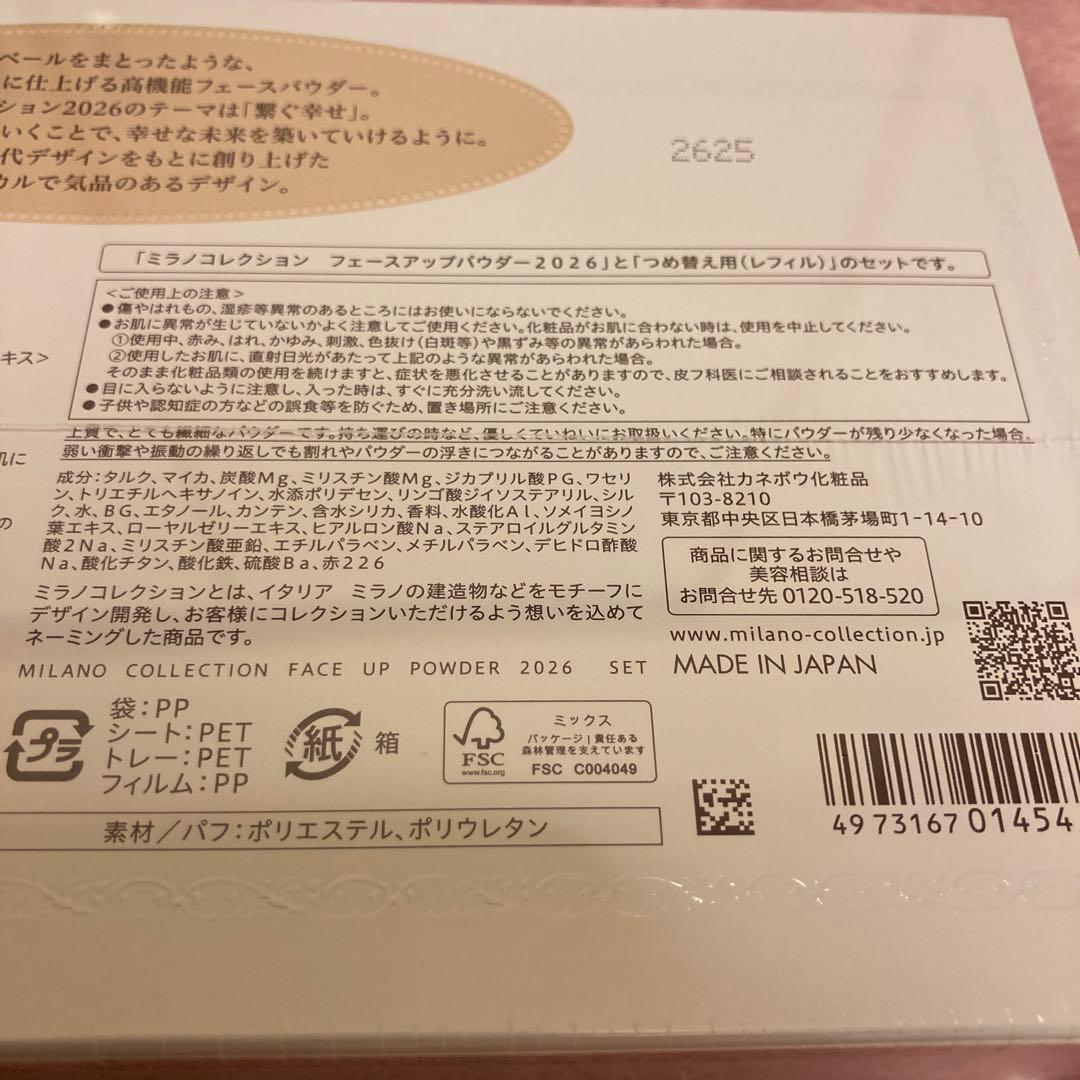 ベールをまとったような、
に仕上げる高機能フェースパウダー。
ション2026のテーマは「繋ぐ幸せ」。
いくことで、幸せな未来を築いていけるように。
代デザインをもとに創り上げた
ウルで気品のあるデザイン。
2625
「ミラノコレクション　フェースアップパウダー２０２６」と「つめ替え用(レフィル)」のセットです。
＜ご使用上の注意＞
●傷やはれもの、湿疹等異常のあるところにはお使いにならないでください。
●お肌に異常が生じていないかよく注意してご使用ください。化粧品がお肌に合わない時は、使用を中止してください。
①使用中、赤み、はれ、かゆみ、刺激、色抜け(白斑等)や黒ずみ等の異常があらわれた場合。
②使用したお肌に、直射日光があたって上記のような異常があらわれた場合。
そのまま化粧品類の使用を続けますと、症状を悪化させることがありますので、皮フ科医にご相談されることをおすすめします。
●目に入らないように注意し、入った時は、すぐに充分洗い流してください。
●子供や認知症の方などの誤食等を防ぐため、置き場所にご注意ください。
キス＞
肌に
の
上質で、とても繊細なパウダーです。持ち運びの時など、優しくていねいにお取扱いください。特にパウダーが残り少なくなった場合、
弱い衝撃や振動の繰り返しでも割れやパウダーの浮きにつながることがありますので、ご注意ください。
成分：タルク、マイカ、炭酸Ｍｇ、ミリスチン酸Ｍｇ、ジカプリル酸ＰＧ、ワセリ
ン、トリエチルヘキサノイン、水添ポリデセン、リンゴ酸ジイソステアリル、シル
ク、水、ＢＧ、エタノール、カンテン、含水シリカ、香料、水酸化Ａｌ、ソメイヨシノ
葉エキス、ローヤルゼリーエキス、ヒアルロン酸Ｎａ、ステアロイルグルタミン
酸２Ｎａ、ミリスチン酸亜鉛、エチルパラベン、メチルパラベン、デヒドロ酢酸
Ｎａ、酸化チタン、酸化鉄、硫酸Ｂａ、赤２２６
株式会社カネボウ化粧品
〒103-8210
東京都中央区日本橋茅場町1-14-10
商品に関するお問合せや
美容相談は
お問合せ先 0120-518-520
www.milano-collection.jp
MADE IN JAPAN
ミラノコレクションとは、イタリア　ミラノの建造物などをモチーフに
デザイン開発し、お客様にコレクションいただけるよう想いを込めて
ネーミングした商品です。
MILANO COLLECTION FACE UP POWDER 2026 SET
プラ
袋：PP
シート：PET
トレー：PET
フィルム：PP
紙
箱
FSC
www.fsc.org
ミックス
パッケージ｜責任ある
森林管理を支えています
FSC C004049
素材／パフ：ポリエステル、ポリウレタン
49 73167 01454